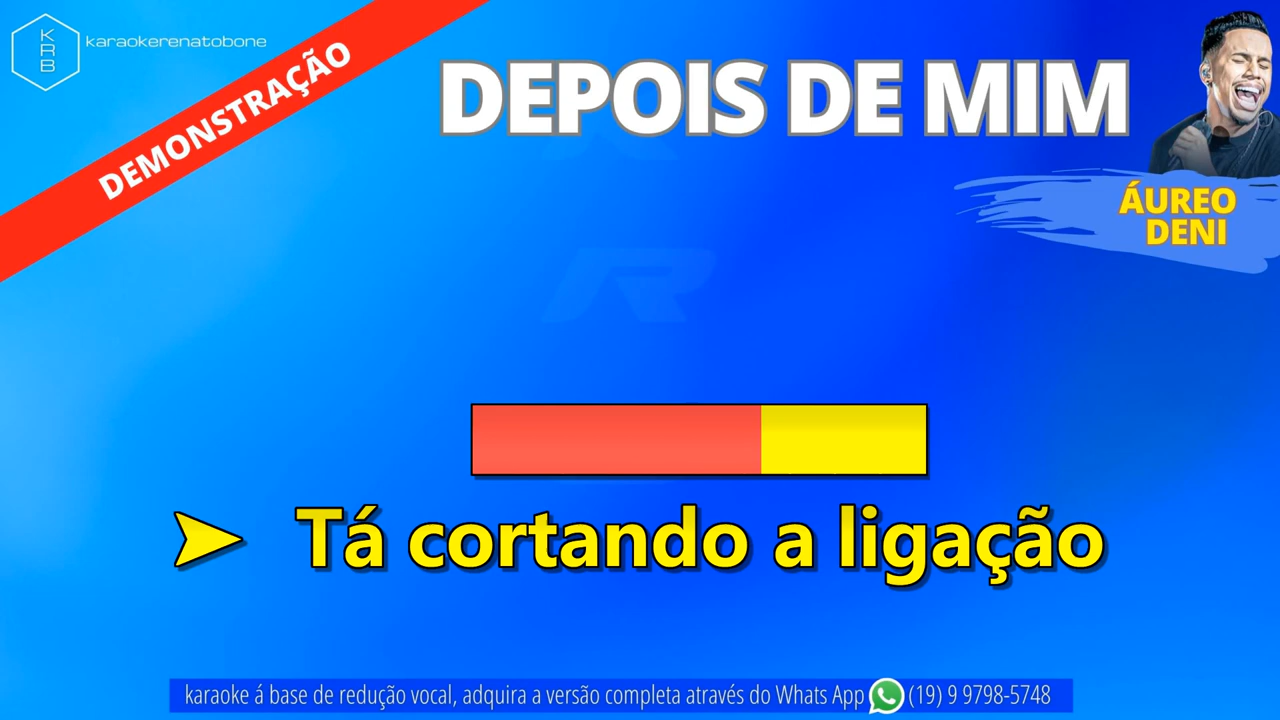 KRB
karaokerenatobone
DEMONSTRAÇÃO
DEPOIS DE MIM
ÁUREO
DENI
Tá cortando a ligação
karaoke á base de redução vocal, adquira a versão completa através do Whats App (19) 9 9798-5748